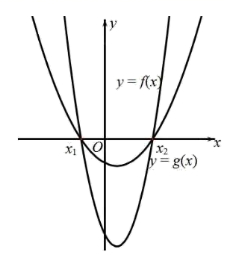 y
y = f(x)
x
x₁ O x₂
y = g(x)